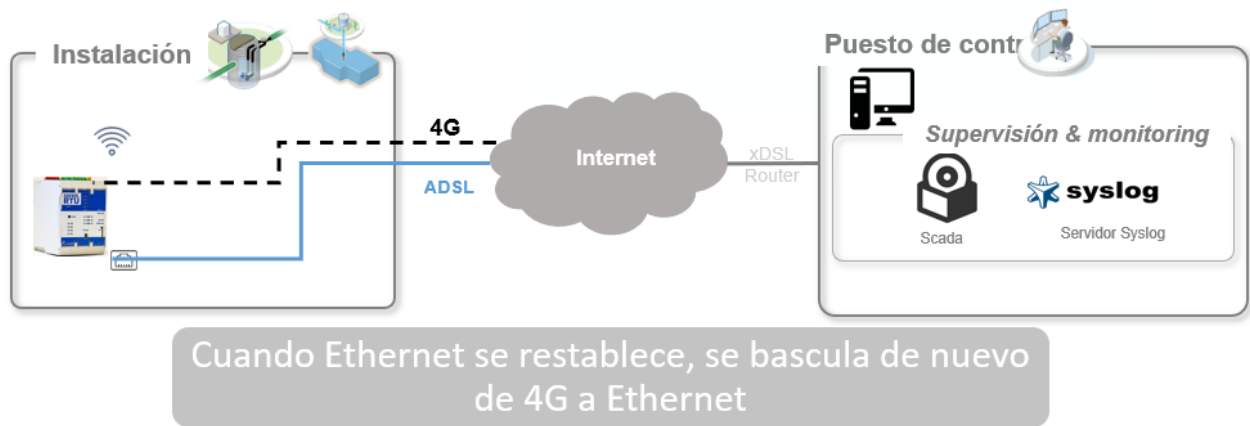 Instalación
Puesto de contr
Supervisión & monitoring
4G
ADSL
Internet
xDSL
Router
RTU
syslog
Scada
Servidor Syslog
Cuando Ethernet se restablece, se bascula de nuevo
de 4G a Ethernet